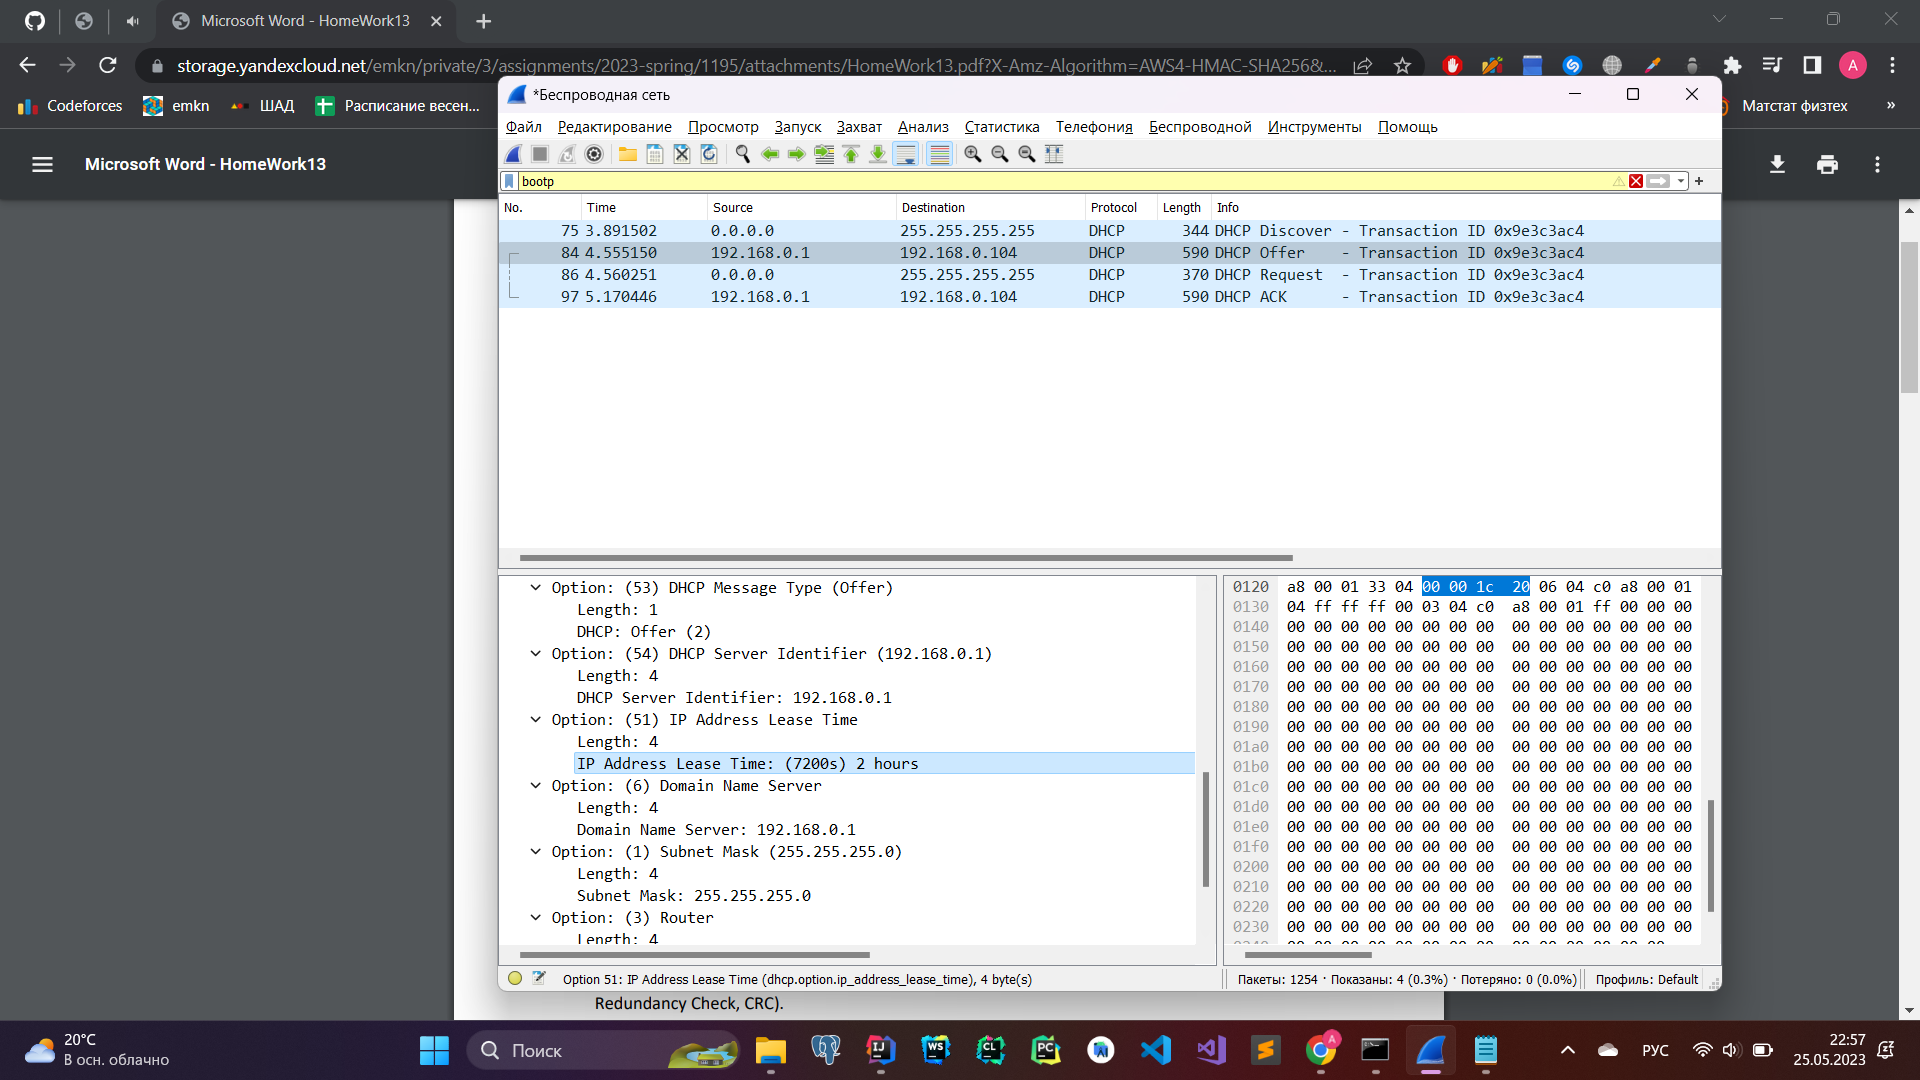 Microsoft Word - HomeWork13
storage.yandexcloud.net/emkn/private/3/assignments/2023-spring/1195/attachments/HomeWork13.pdf?X-Amz-Algorithm=AWS4-HMAC-SHA256&...
A
Codeforces
emkn
ШАД
Расписание весен...
Матстат физтех
»
Microsoft Word - HomeWork13
*Беспроводная сеть
Файл Редактирование Просмотр Запуск Захват Анализ Статистика Телефония Беспроводной Инструменты Помощь
bootp
No. Time Source Destination Protocol Length Info
75 3.891502 0.0.0.0 255.255.255.255 DHCP 344 DHCP Discover - Transaction ID 0x9e3c3ac4
84 4.555150 192.168.0.1 192.168.0.104 DHCP 590 DHCP Offer - Transaction ID 0x9e3c3ac4
86 4.560251 0.0.0.0 255.255.255.255 DHCP 370 DHCP Request - Transaction ID 0x9e3c3ac4
97 5.170446 192.168.0.1 192.168.0.104 DHCP 590 DHCP ACK - Transaction ID 0x9e3c3ac4
Option: (53) DHCP Message Type (Offer)
Length: 1
DHCP: Offer (2)
Option: (54) DHCP Server Identifier (192.168.0.1)
Length: 4
DHCP Server Identifier: 192.168.0.1
Option: (51) IP Address Lease Time
Length: 4
IP Address Lease Time: (7200s) 2 hours
Option: (6) Domain Name Server
Length: 4
Domain Name Server: 192.168.0.1
Option: (1) Subnet Mask (255.255.255.0)
Length: 4
Subnet Mask: 255.255.255.0
Option: (3) Router
Length: 4
0120 a8 00 01 33 04 00 00 1c 20 06 04 c0 a8 00 01
0130 04 ff ff ff 00 03 04 c0 a8 00 01 ff 00 00 00
0140 00 00 00 00 00 00 00 00 00 00 00 00 00 00 00
0150 00 00 00 00 00 00 00 00 00 00 00 00 00 00 00
0160 00 00 00 00 00 00 00 00 00 00 00 00 00 00 00
0170 00 00 00 00 00 00 00 00 00 00 00 00 00 00 00
0180 00 00 00 00 00 00 00 00 00 00 00 00 00 00 00
0190 00 00 00 00 00 00 00 00 00 00 00 00 00 00 00
01a0 00 00 00 00 00 00 00 00 00 00 00 00 00 00 00
01b0 00 00 00 00 00 00 00 00 00 00 00 00 00 00 00
01c0 00 00 00 00 00 00 00 00 00 00 00 00 00 00 00
01d0 00 00 00 00 00 00 00 00 00 00 00 00 00 00 00
01e0 00 00 00 00 00 00 00 00 00 00 00 00 00 00 00
01f0 00 00 00 00 00 00 00 00 00 00 00 00 00 00 00
0200 00 00 00 00 00 00 00 00 00 00 00 00 00 00 00
0210 00 00 00 00 00 00 00 00 00 00 00 00 00 00 00
0220 00 00 00 00 00 00 00 00 00 00 00 00 00 00 00
0230 00 00 00 00 00 00 00 00 00 00 00 00 00 00 00
Option 51: IP Address Lease Time (dhcp.option.ip_address_lease_time), 4 byte(s)
Пакеты: 1254 · Показаны: 4 (0.3%) · Потеряно: 0 (0.0%)
Профиль: Default
Redundancy Check, CRC).
20°C
В осн. облачно
Поиск
WS
CL
PC
A
РУС
22:57
25.05.2023